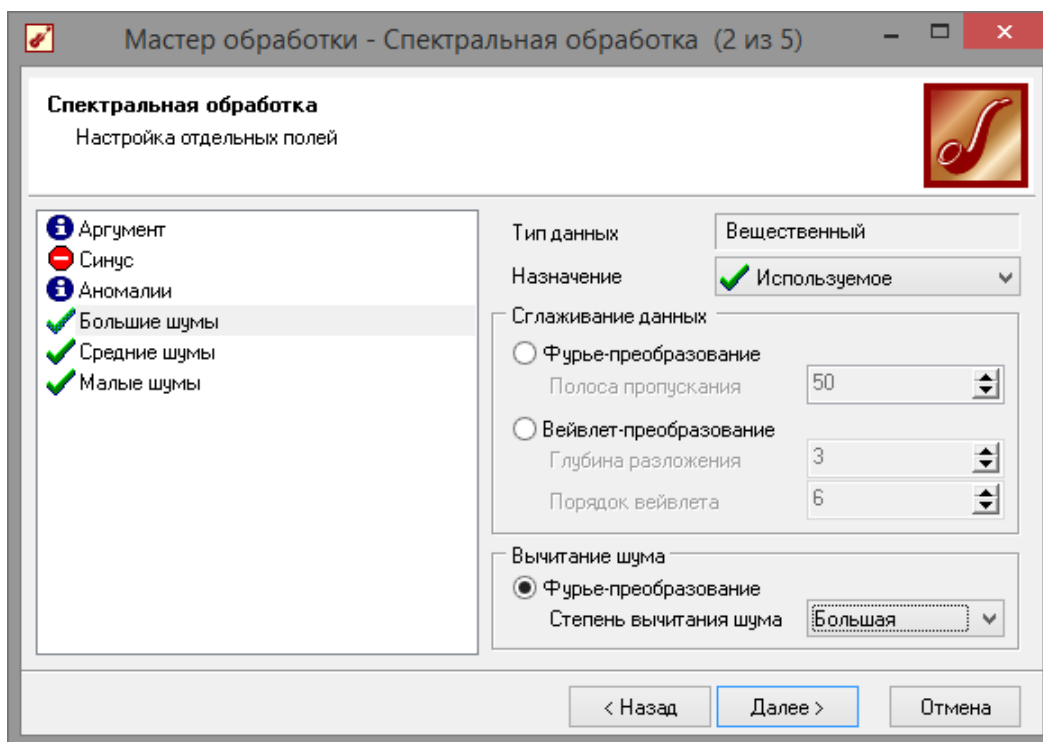 Мастер обработки - Спектральная обработка (2 из 5)
Спектральная обработка
Настройка отдельных полей
Аргумент
Синус
Аномалии
Большие шумы
Средние шумы
Малые шумы
Тип данных Вещественный
Назначение Используемое
Сглаживание данных
Фурье-преобразование
Полоса пропускания 50
Вейвлет-преобразование
Глубина разложения 3
Порядок вейвлета 6
Вычитание шума
Фурье-преобразование
Степень вычитания шума Большая
< Назад Далее > Отмена